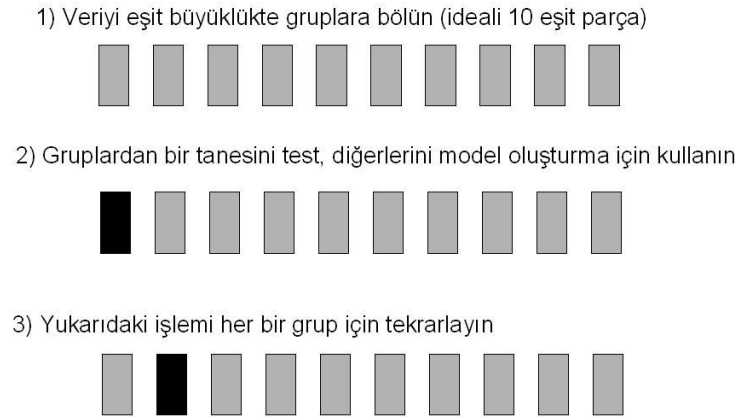 1) Veriyi eşit büyüklükte gruplara bölün (ideali 10 eşit parça)
2) Gruplardan bir tanesini test, diğerlerini model oluşturma için kullanın
3) Yukarıdaki işlemi her bir grup için tekrarlayın